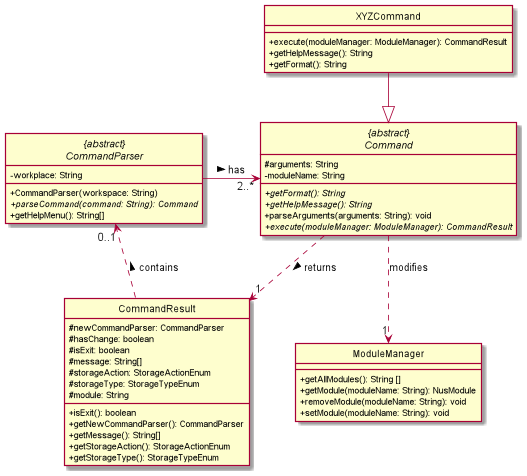 XYZCommand
+execute(moduleManager: ModuleManager): CommandResult
+getHelpMessage(): String
+getFormat(): String
{abstract}
CommandParser
-workplace: String
+CommandParser(workspace: String)
+parseCommand(command: String): Command
+getHelpMenu(): String[]
has
2..*
{abstract}
Command
#arguments: String
-moduleName: String
+getFormat(): String
+getHelpMessage(): String
+parseArguments(arguments: String): void
+execute(moduleManager: ModuleManager): CommandResult
0..1
contains
returns
1
modifies
1
CommandResult
#newCommandParser: CommandParser
#hasChange: boolean
#isExit: boolean
#message: String[]
#storageAction: StorageActionEnum
#storageType: StorageTypeEnum
#module: String
+isExit(): boolean
+getNewCommandParser(): CommandParser
+getMessage(): String[]
+getStorageAction(): StorageActionEnum
+getStorageType(): StorageTypeEnum
ModuleManager
+getAllModules(): String []
+getModule(moduleName: String): NusModule
+removeModule(moduleName: String): void
+setModule(moduleName: String): void